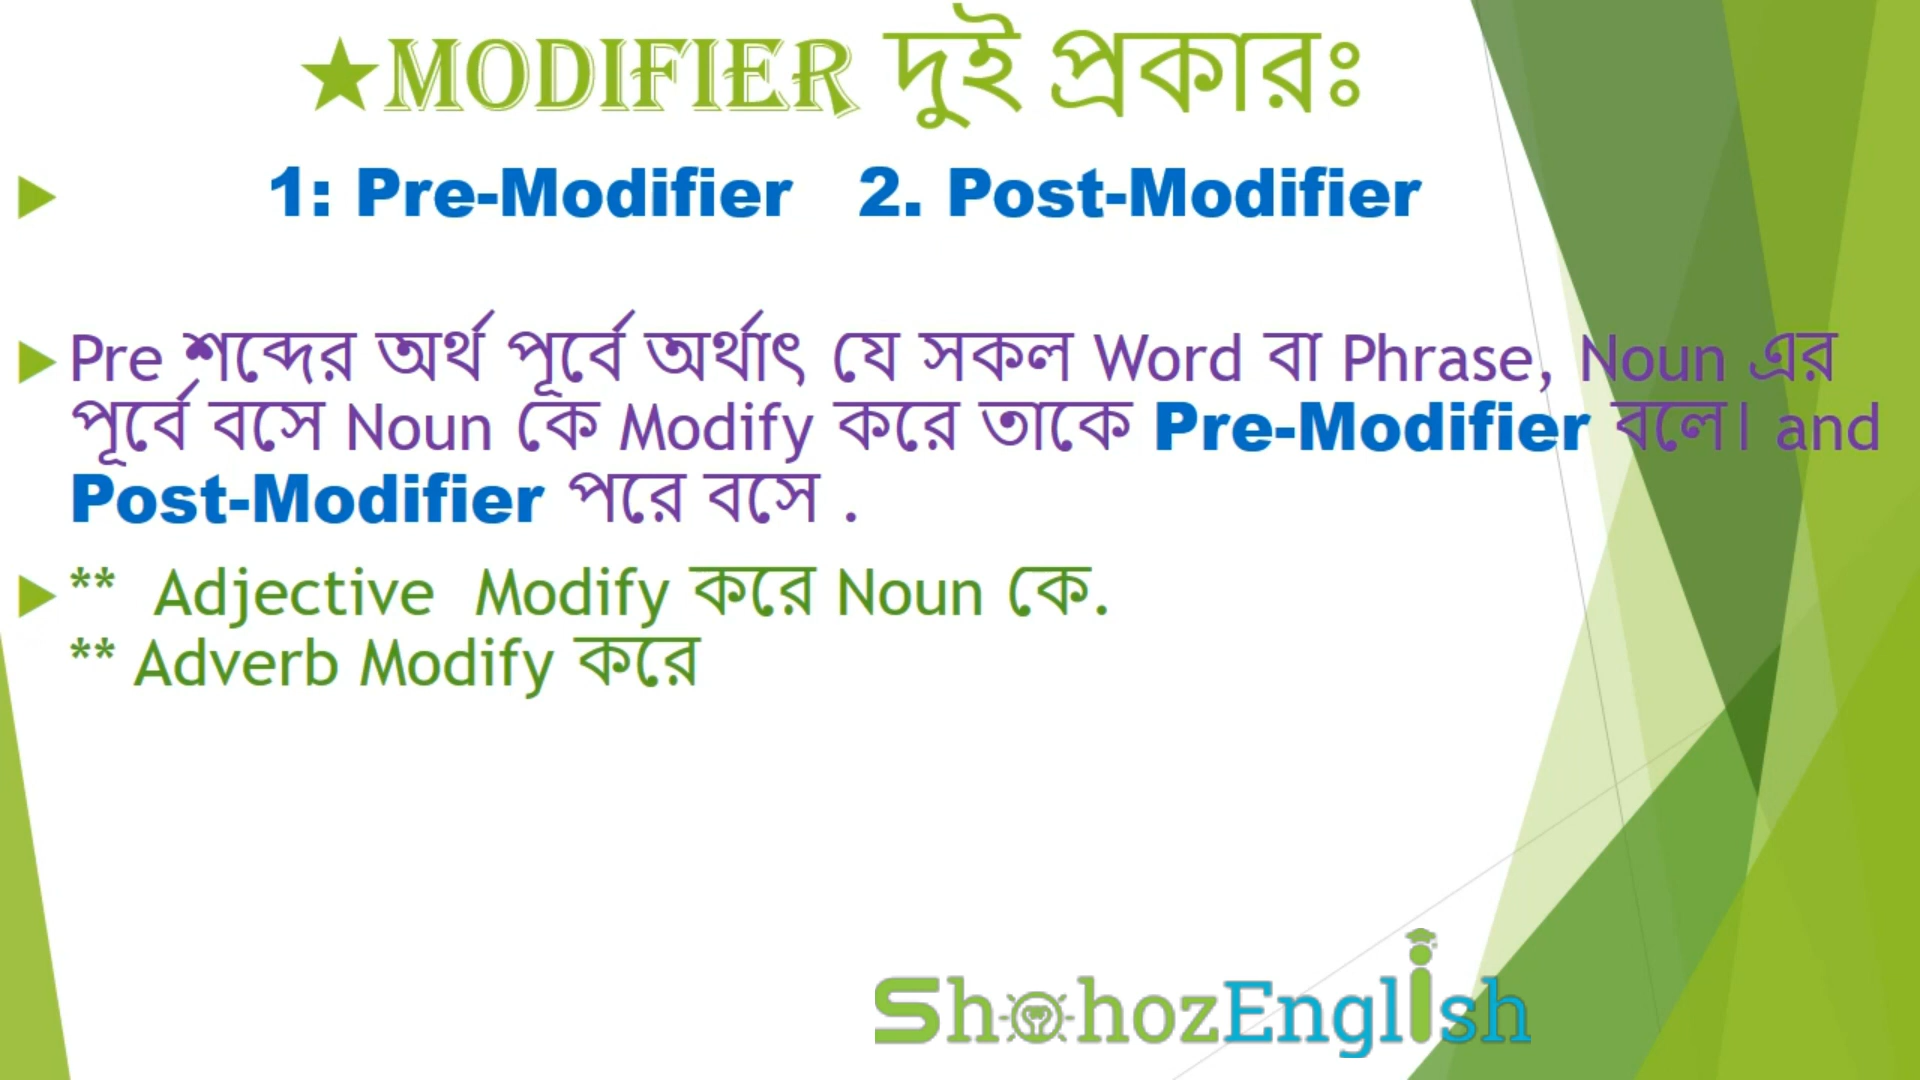 ★MODIFIER দুই প্রকারঃ
1: Pre-Modifier 2. Post-Modifier
Pre শব্দের অর্থ পূর্বে অর্থাৎ যে সকল Word বা Phrase, Noun এর
পূর্বে বসে Noun কে Modify করে তাকে Pre-Modifier বলে। and
Post-Modifier পরে বসে .
** Adjective Modify করে Noun কে.
** Adverb Modify করে
ShohozEnglish